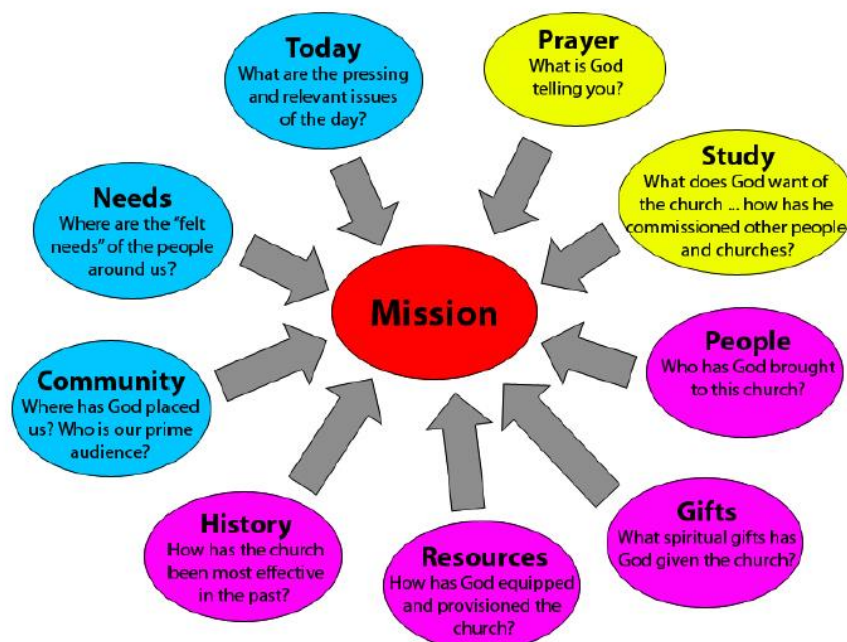 Today
What are the pressing
and relevant issues
of the day?
Prayer
What is God
telling you?
Study
What does God want of
the church ... how has he
commissioned other people
and churches?
Needs
Where are the "felt
needs" of the people
around us?
Mission
People
Who has God brought
to this church?
Community
Where has God placed
us? Who is our prime
audience?
Gifts
What spiritual gifts has
God given the church?
History
How has the church
been most effective
in the past?
Resources
How has God equipped
and provisioned the
church?